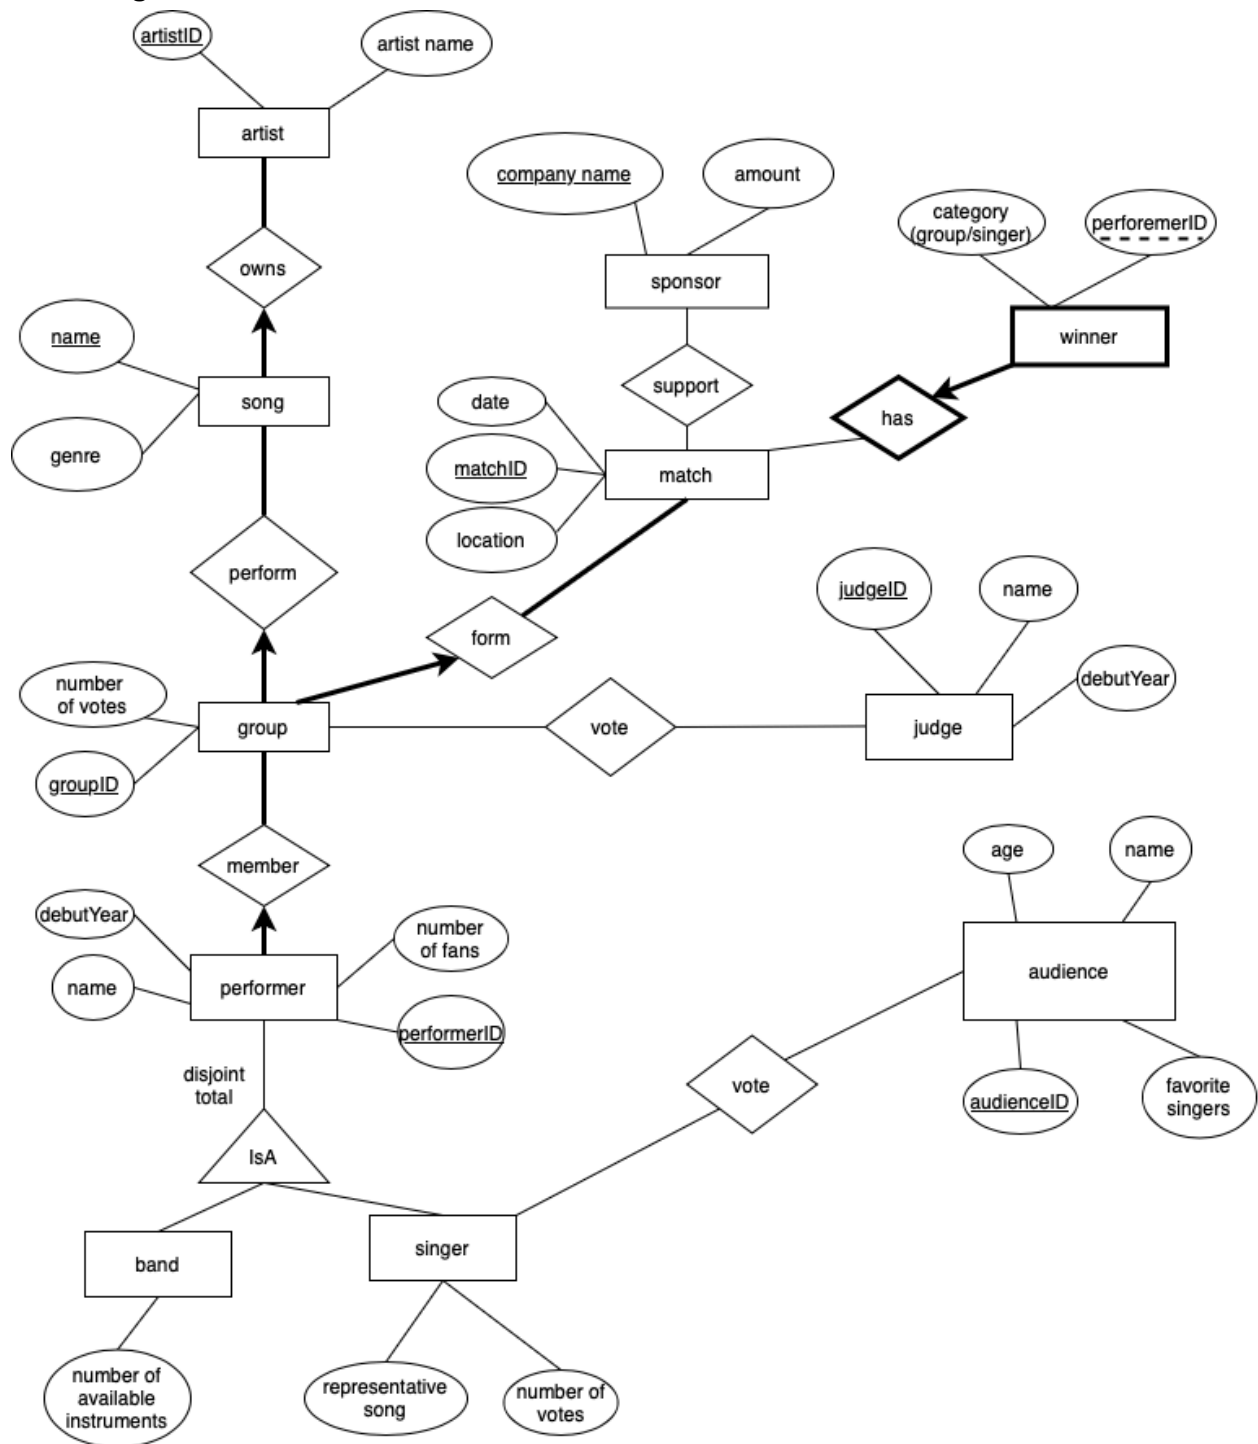 artistID
artist name
artist
owns
name
song
genre
perform
company name
amount
sponsor
category
(group/singer)
perforemerID
winner
support
has
date
matchID
match
location
form
judgeID
name
debutYear
judge
number
of votes
group
vote
groupID
member
debutYear
number
of fans
name
performer
performerID
age
name
audience
audienceID
favorite
singers
vote
disjoint
total
IsA
band
singer
number of
available
instruments
representative
song
number of
votes